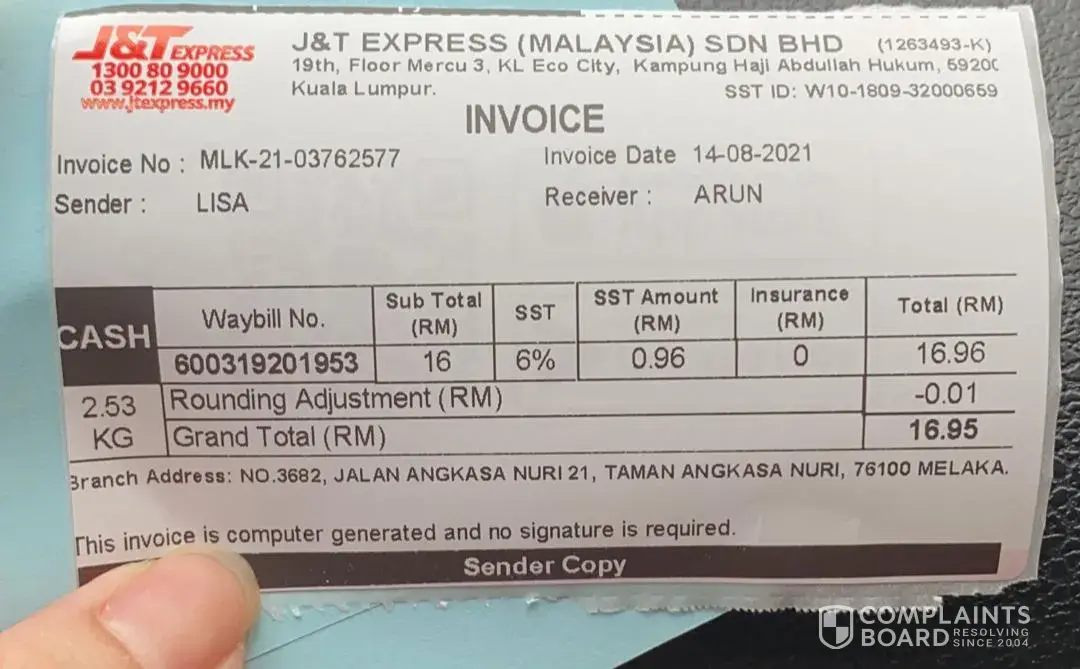 J&T EXPRESS
1300 80 9000
03 9212 9660
www.jtexpress.my
J&T EXPRESS (MALAYSIA) SDN BHD (1263493-K)
19th, Floor Mercu 3, KL Eco City, Kampung Haji Abdullah Hukum, 5920
Kuala Lumpur.
SST ID: W10-1809-32000659
INVOICE
Invoice No : MLK-21-03762577
Invoice Date 14-08-2021
Sender : LISA
Receiver : ARUN
CASH
Waybill No. Sub Total (RM) SST SST Amount (RM) Insurance (RM) Total (RM)
600319201953 16 6% 0.96 0 16.96
2.53 KG
Rounding Adjustment (RM) -0.01
Grand Total (RM) 16.95
Branch Address: NO.3682, JALAN ANGKASA NURI 21, TAMAN ANGKASA NURI, 76100 MELAKA.
This invoice is computer generated and no signature is required.
Sender Copy
COMPLAINTS
BOARD RESOLVING
SINCE 2004